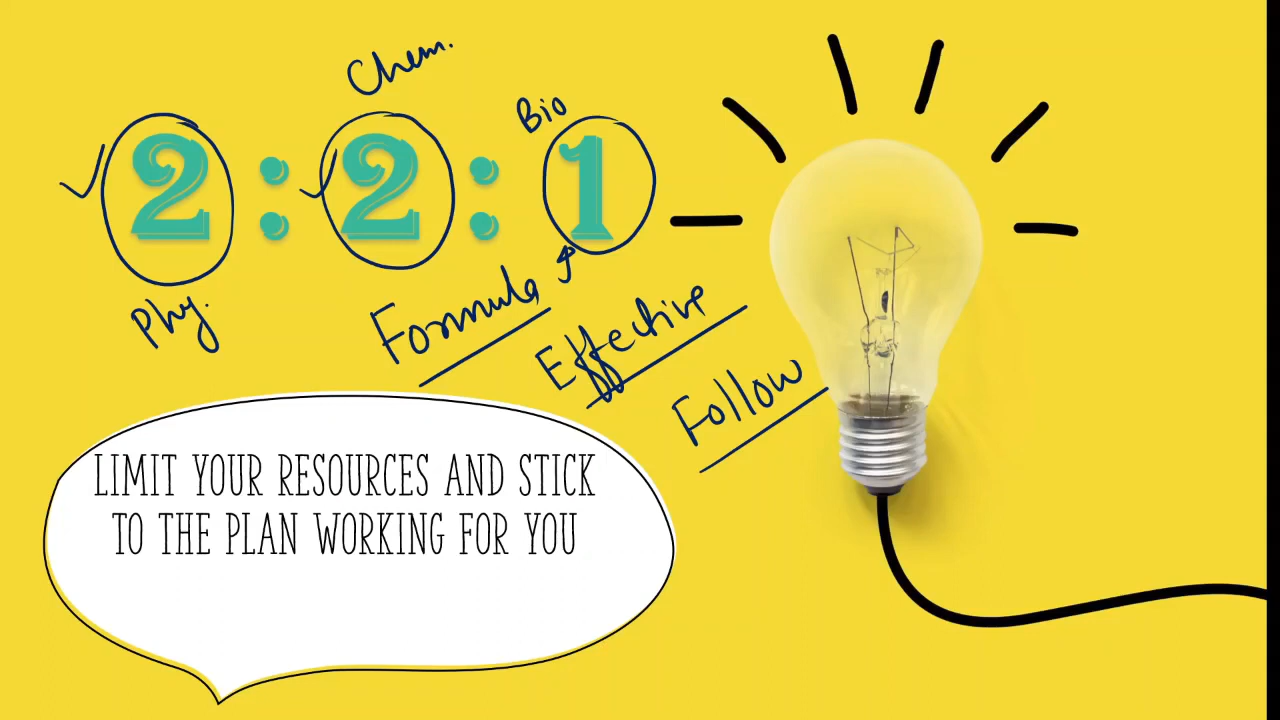 Chem.
Bio
2 : 2 : 1
Phy.
Formula
Effective
Follow
LIMIT YOUR RESOURCES AND STICK
TO THE PLAN WORKING FOR YOU